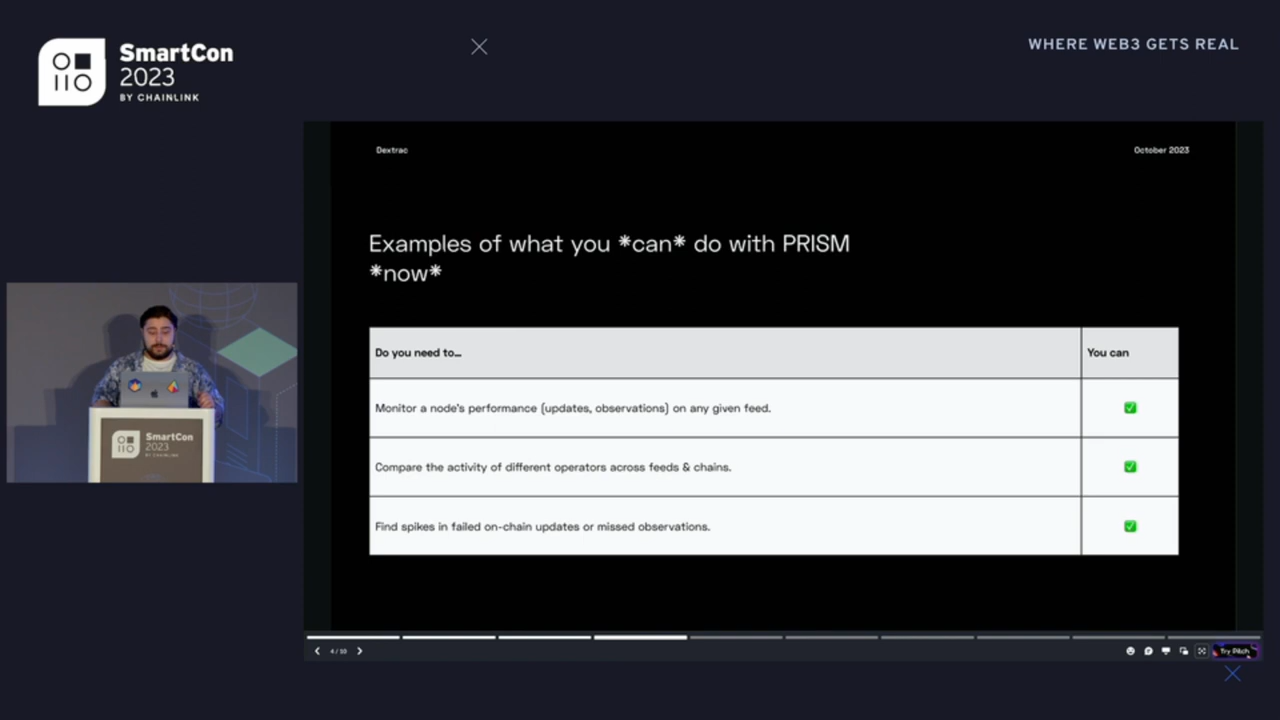 SmartCon
2023
BY CHAINLINK
WHERE WEB3 GETS REAL
Dextrac
October 2023
Examples of what you *can* do with PRISM
*now*
Do you need to...
You can
Monitor a node's performance (updates, observations) on any given feed.
Compare the activity of different operators across feeds & chains.
Find spikes in failed on-chain updates or missed observations.
SmartCon
2023
BY CHAINLINK
4 / 10
Try Pitch